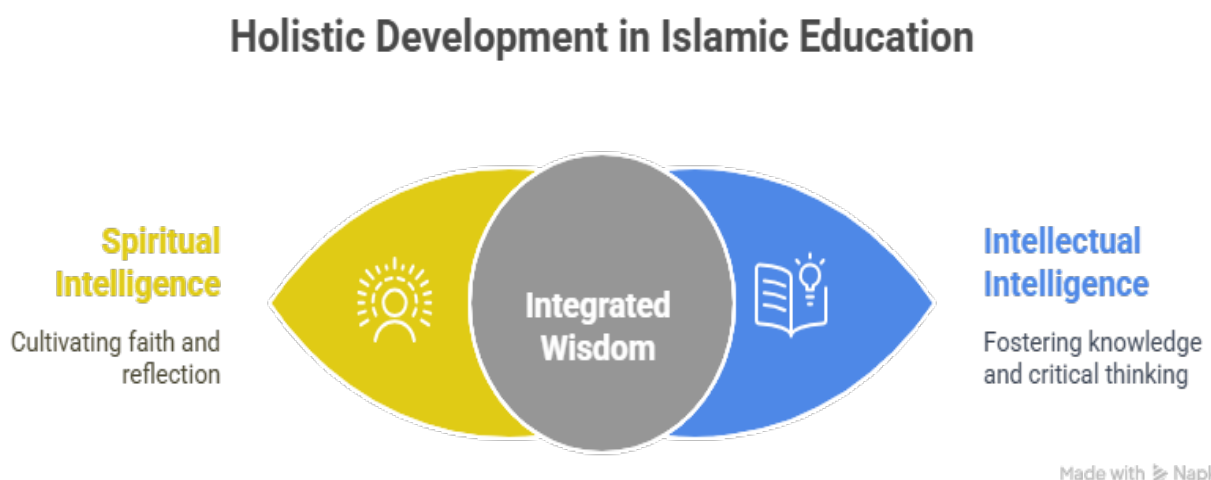 Holistic Development in Islamic Education
Spiritual
Intelligence
Cultivating faith and
reflection
Integrated
Wisdom
Intellectual
Intelligence
Fostering knowledge
and critical thinking
Made with Napl